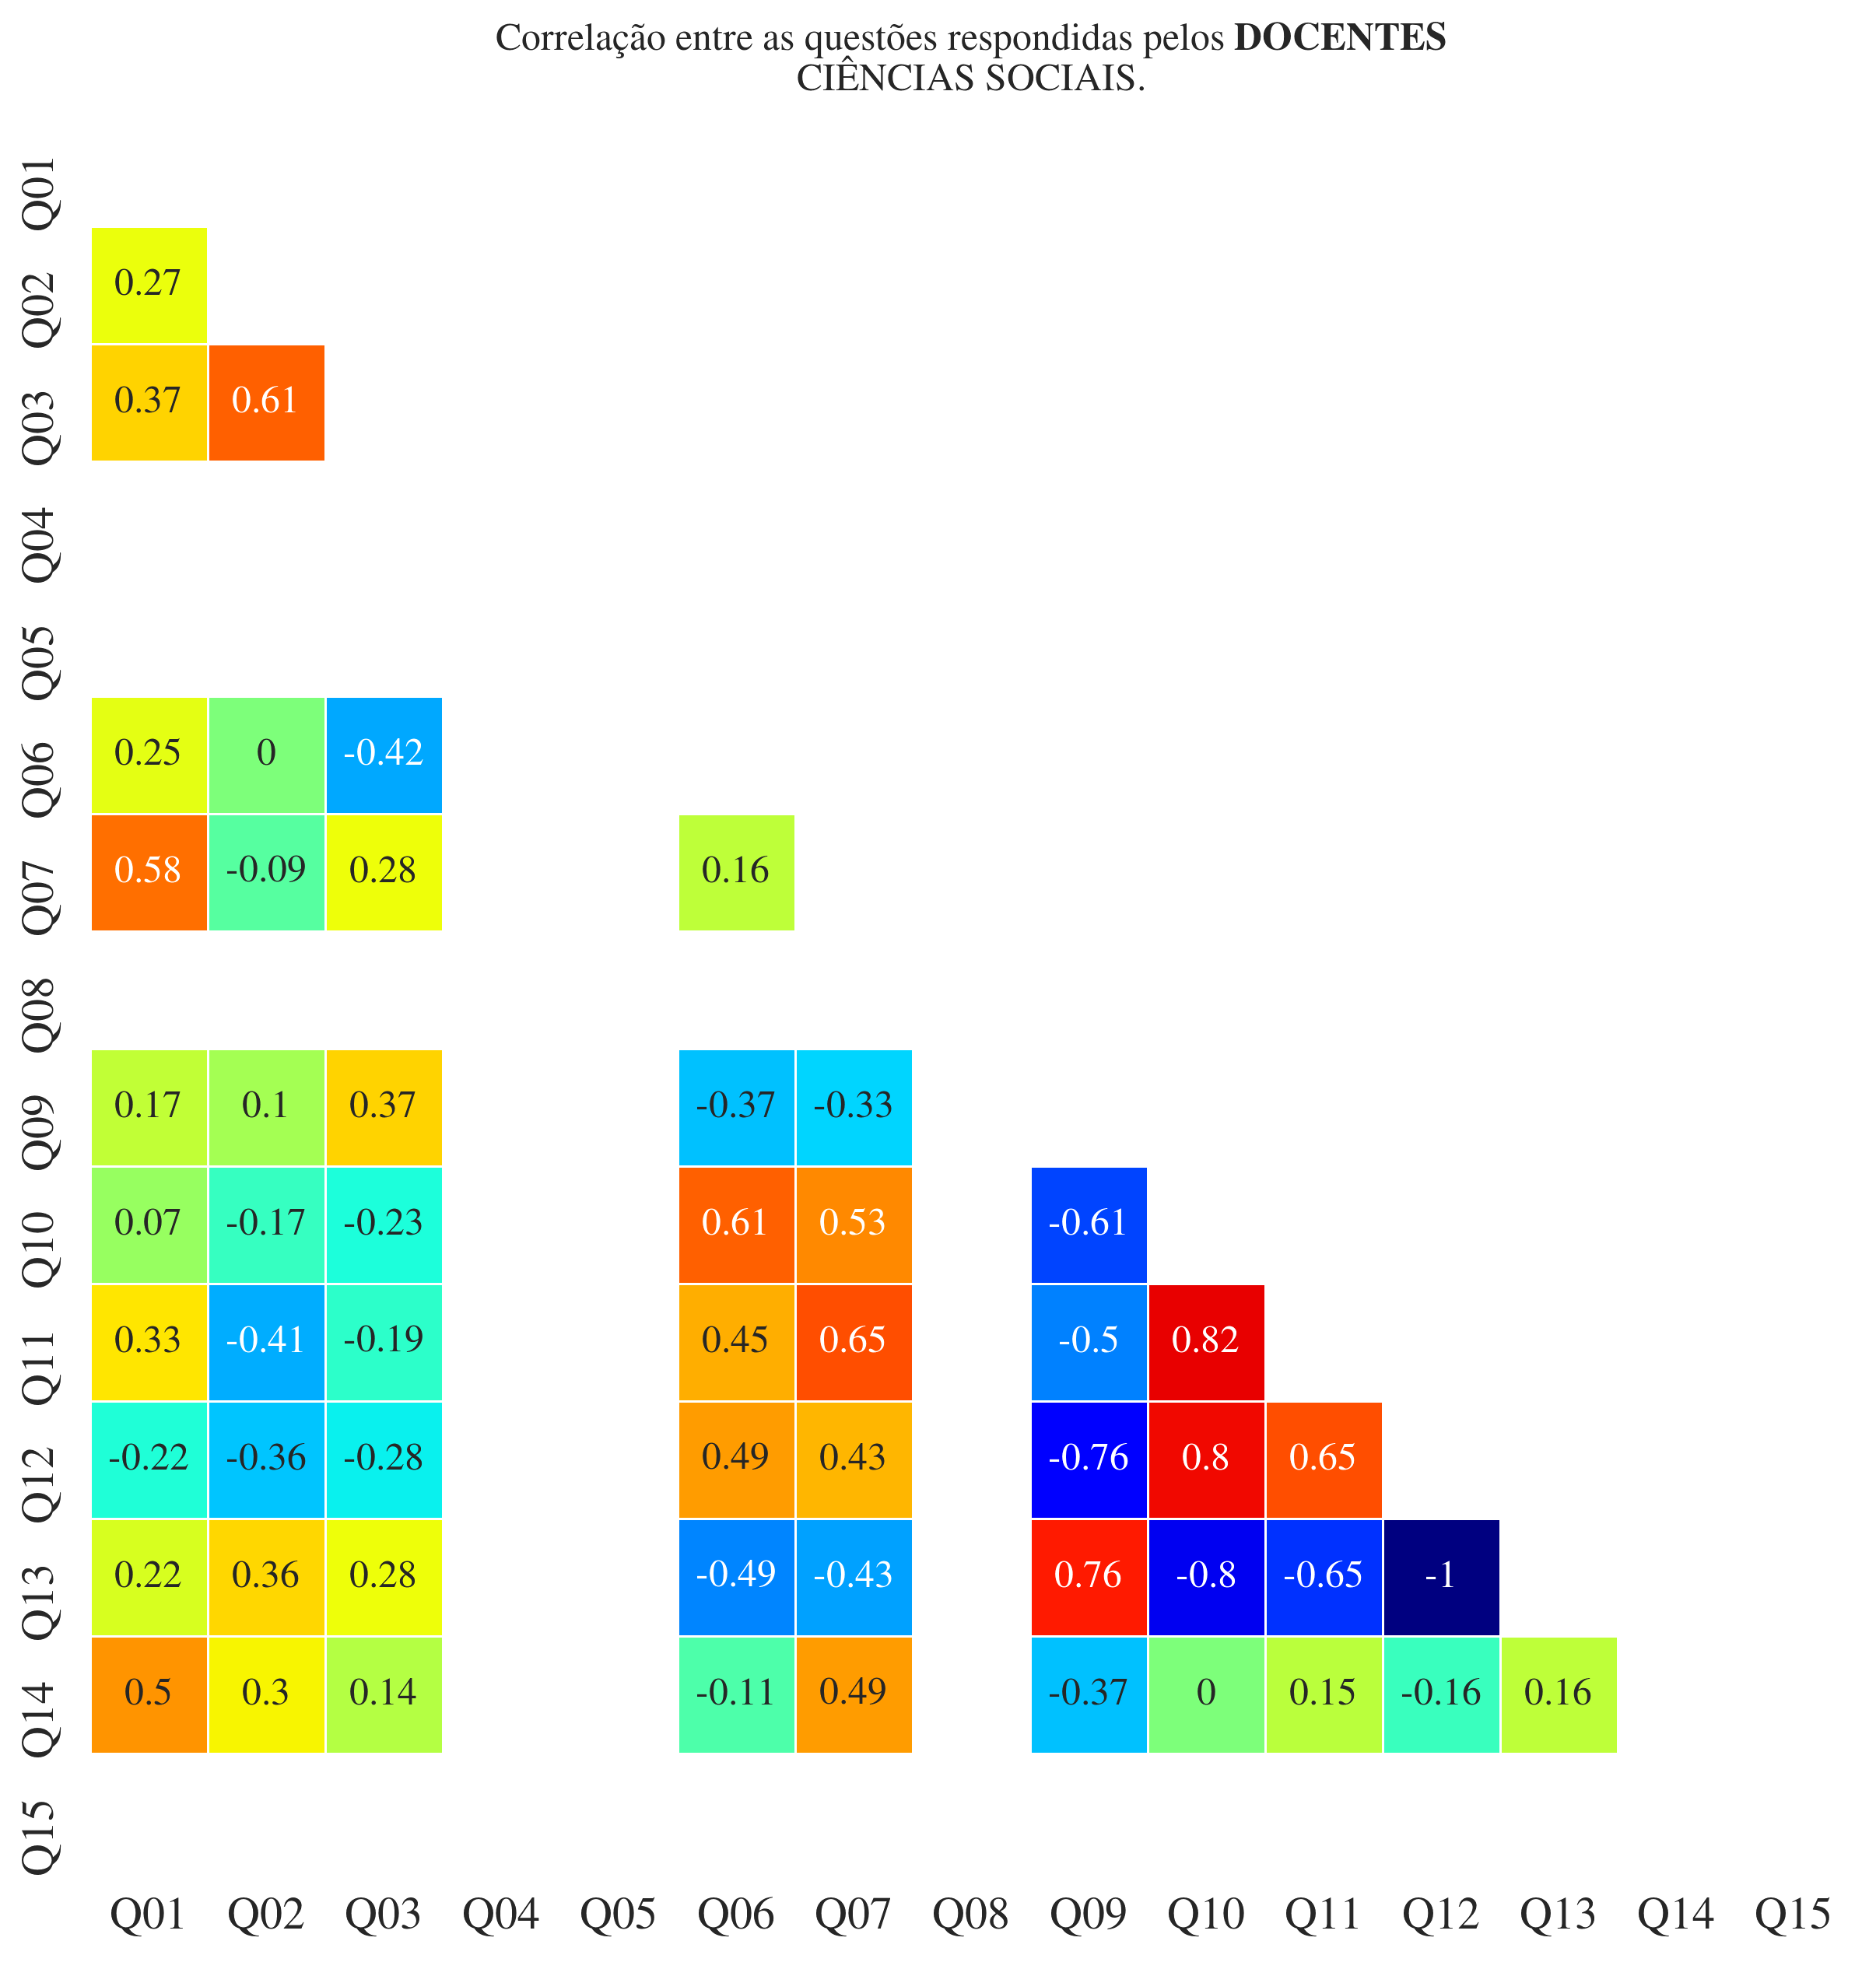 Correlação entre as questões respondidas pelos DOCENTES
CIÊNCIAS SOCIAIS.
Q01
Q02 0.27
Q03 0.37 0.61
Q04
Q05
Q06 0.25 0 -0.42
Q07 0.58 -0.09 0.28 0.16
Q08
Q09 0.17 0.1 0.37 -0.37 -0.33
Q10 0.07 -0.17 -0.23 0.61 0.53 -0.61
Q11 0.33 -0.41 -0.19 0.45 0.65 -0.5 0.82
Q12 -0.22 -0.36 -0.28 0.49 0.43 -0.76 0.8 0.65
Q13 0.22 0.36 0.28 -0.49 -0.43 0.76 -0.8 -0.65 -1
Q14 0.5 0.3 0.14 -0.11 0.49 -0.37 0 0.15 -0.16 0.16
Q15
Q01 Q02 Q03 Q04 Q05 Q06 Q07 Q08 Q09 Q10 Q11 Q12 Q13 Q14 Q15